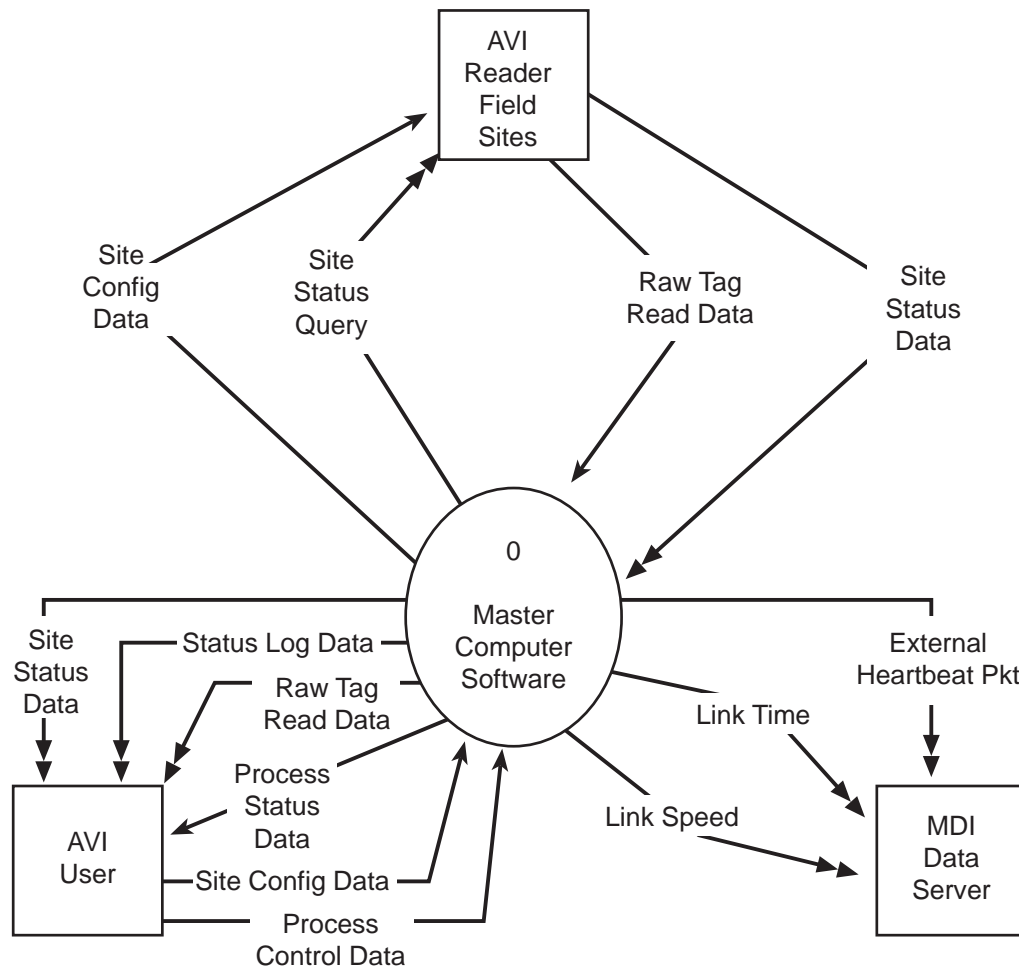 AVI
Reader
Field
Sites
Site
Config
Data
Site
Status
Query
Raw Tag
Read Data
Site
Status
Data
0
Master
Computer
Software
Site
Status
Data
Status Log Data
Raw Tag
Read Data
Process
Status
Data
Site Config Data
Process
Control Data
AVI
User
External
Heartbeat Pkt
Link Time
Link Speed
MDI
Data
Server